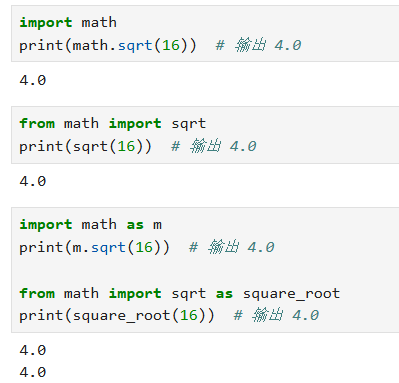 import math
print(math.sqrt(16))  # 输出 4.0
4.0
from math import sqrt
print(sqrt(16))  # 输出 4.0
4.0
import math as m
print(m.sqrt(16))  # 输出 4.0
from math import sqrt as square_root
print(square_root(16))  # 输出 4.0
4.0
4.0